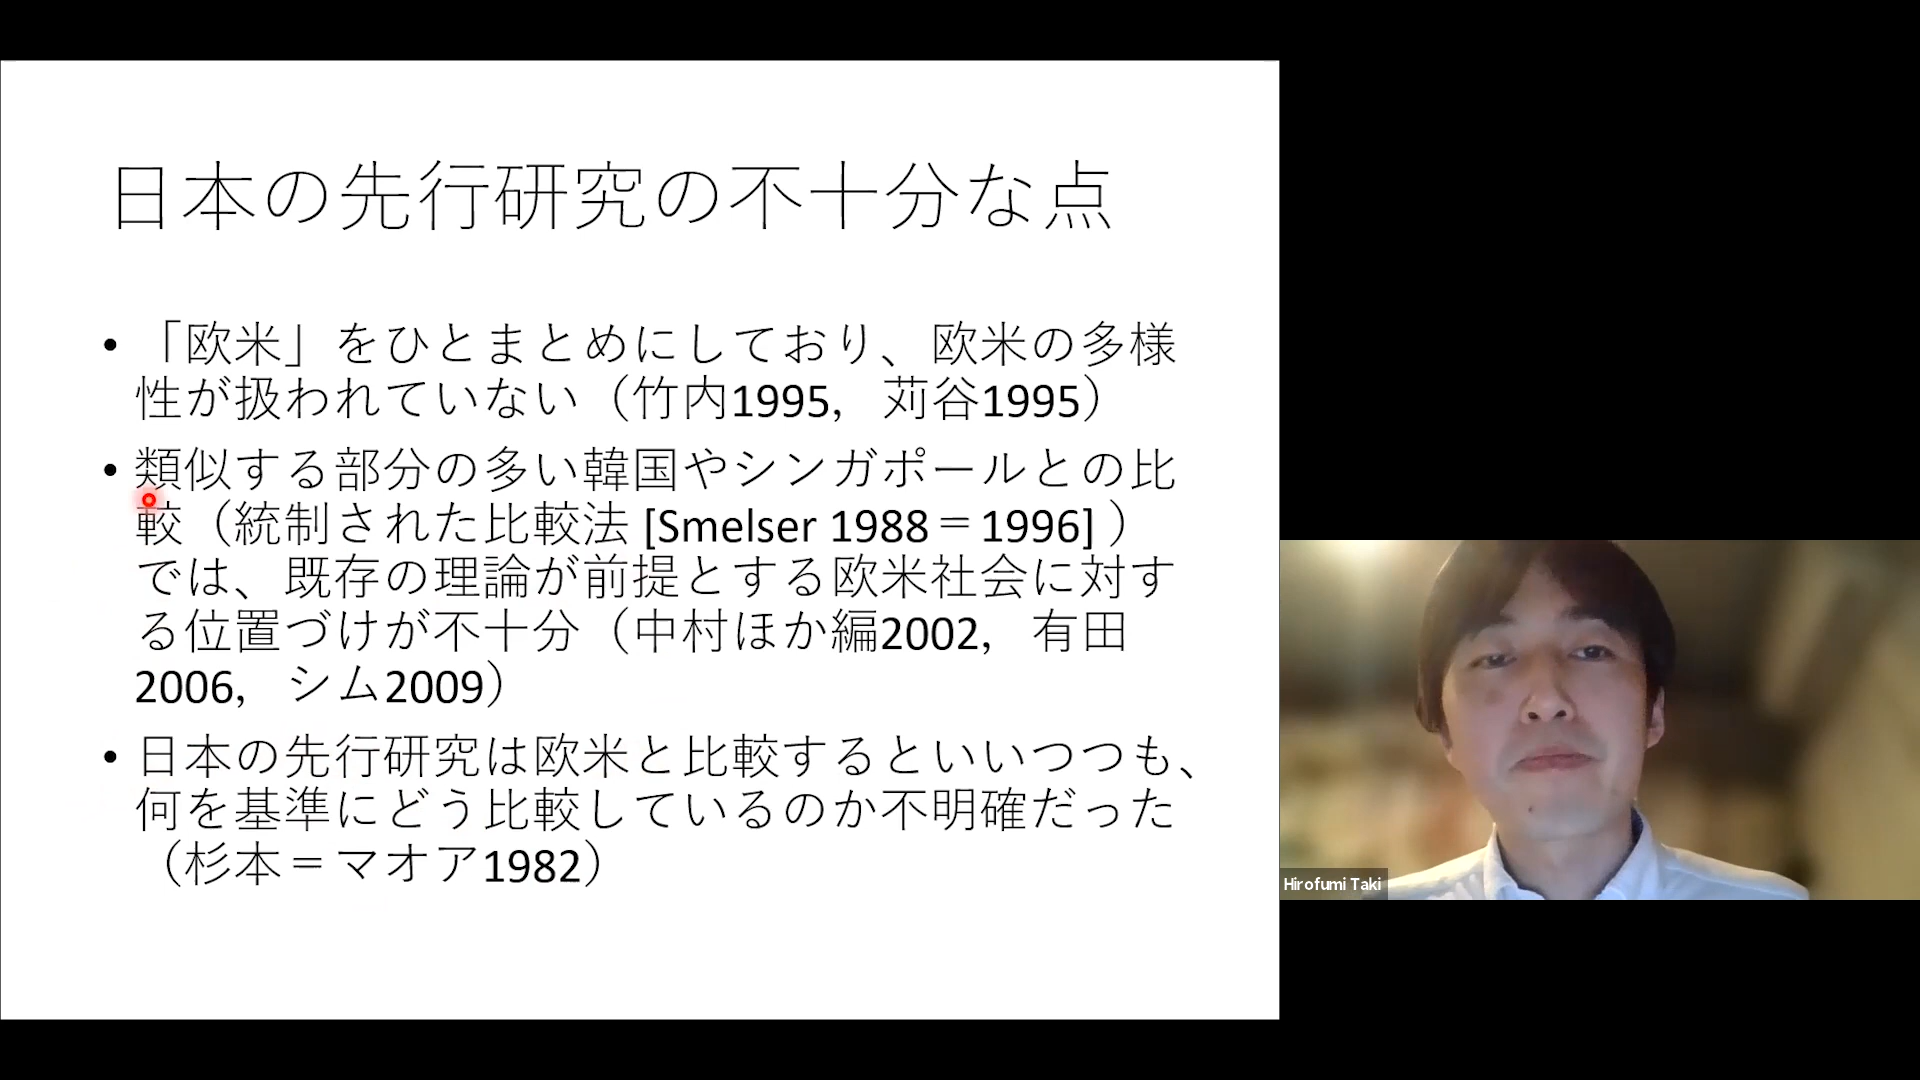 日本の先行研究の不十分な点
• 「欧米」をひとまとめにしており、欧米の多様
性が扱われていない（竹内1995, 苅谷1995）
• 類似する部分の多い韓国やシンガポールとの比
較（統制された比較法 [Smelser 1988＝1996] ）
では、既存の理論が前提とする欧米社会に対す
る位置づけが不十分（中村ほか編2002, 有田
2006, シム2009）
• 日本の先行研究は欧米と比較するといいつつも、
何を基準にどう比較しているのか不明確だった
（杉本＝マオア1982）
Hirofumi Taki